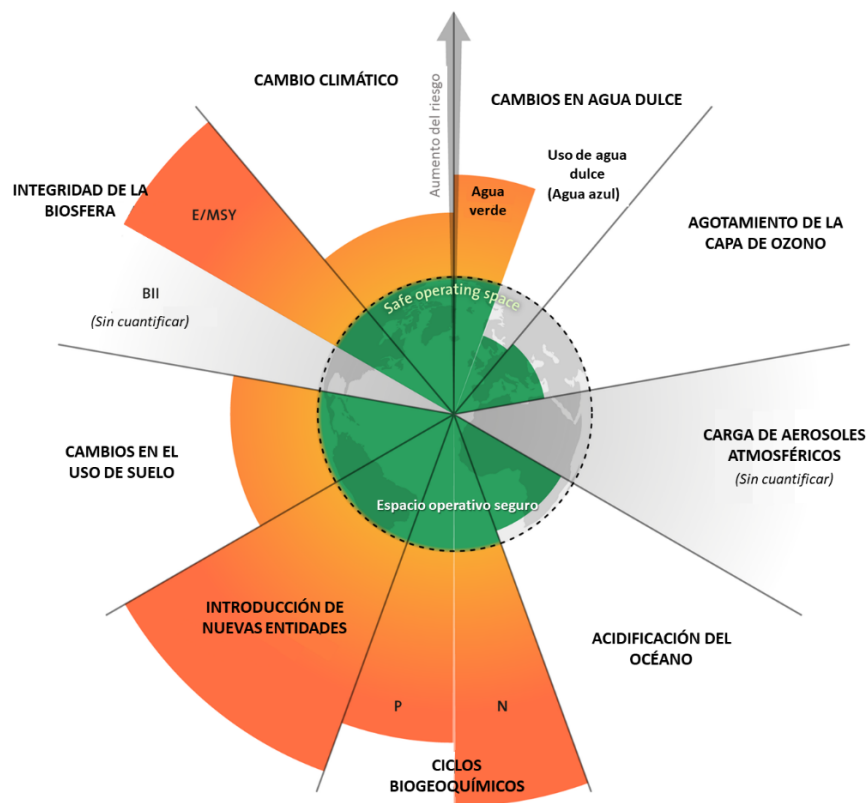 CAMBIO CLIMÁTICO
Aumento del riesgo
CAMBIOS EN AGUA DULCE
Uso de agua
dulce
(Agua azul)
Agua
verde
INTEGRIDAD DE LA
BIOSFERA
E/MSY
BII
(Sin cuantificar)
AGOTAMIENTO DE LA
CAPA DE OZONO
Safe operating space
CAMBIOS EN EL
USO DE SUELO
CARGA DE AEROSOLES
ATMOSFÉRICOS
(Sin cuantificar)
Espacio operativo seguro
INTRODUCCIÓN DE
NUEVAS ENTIDADES
ACIDIFICACIÓN DEL
OCÉANO
P
N
CICLOS
BIOGEOQUÍMICOS